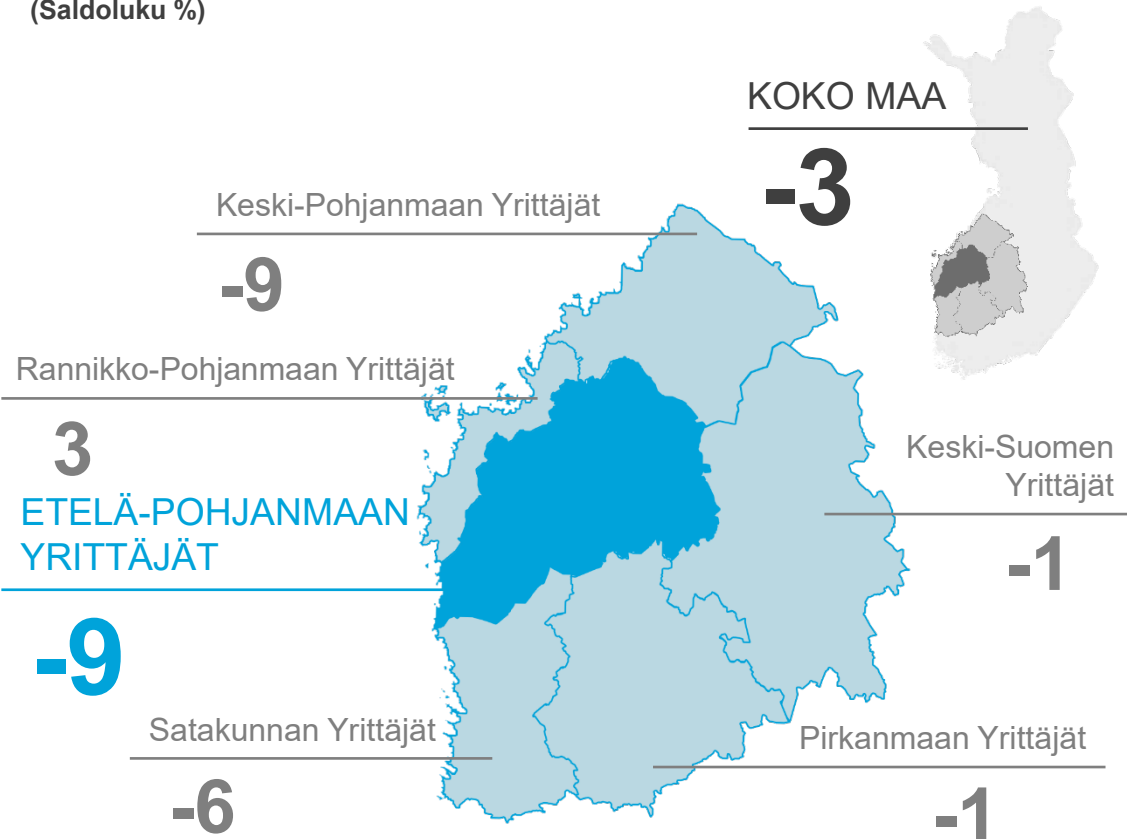 (Saldoluku %)
KOKO MAA
-3
Keski-Pohjanmaan Yrittäjät
-9
Rannikko-Pohjanmaan Yrittäjät
3
ETELÄ-POHJANMAAN
YRITTÄJÄT
-9
Keski-Suomen
Yrittäjät
-1
Satakunnan Yrittäjät
-6
Pirkanmaan Yrittäjät
-1